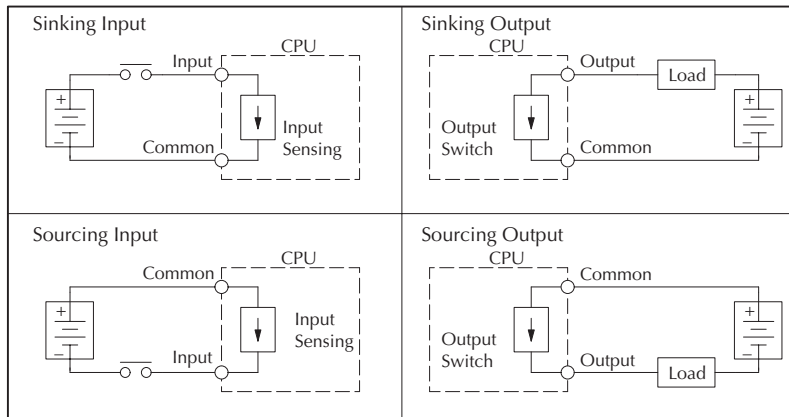 Sinking Input
CPU
Input
+
–
Input
Sensing
Common
Sinking Output
CPU
Output
Load
+
–
Output
Switch
Common
Sourcing Input
CPU
Common
+
–
Input
Sensing
Input
Sourcing Output
CPU
Common
+
–
Output
Switch
Output
Load